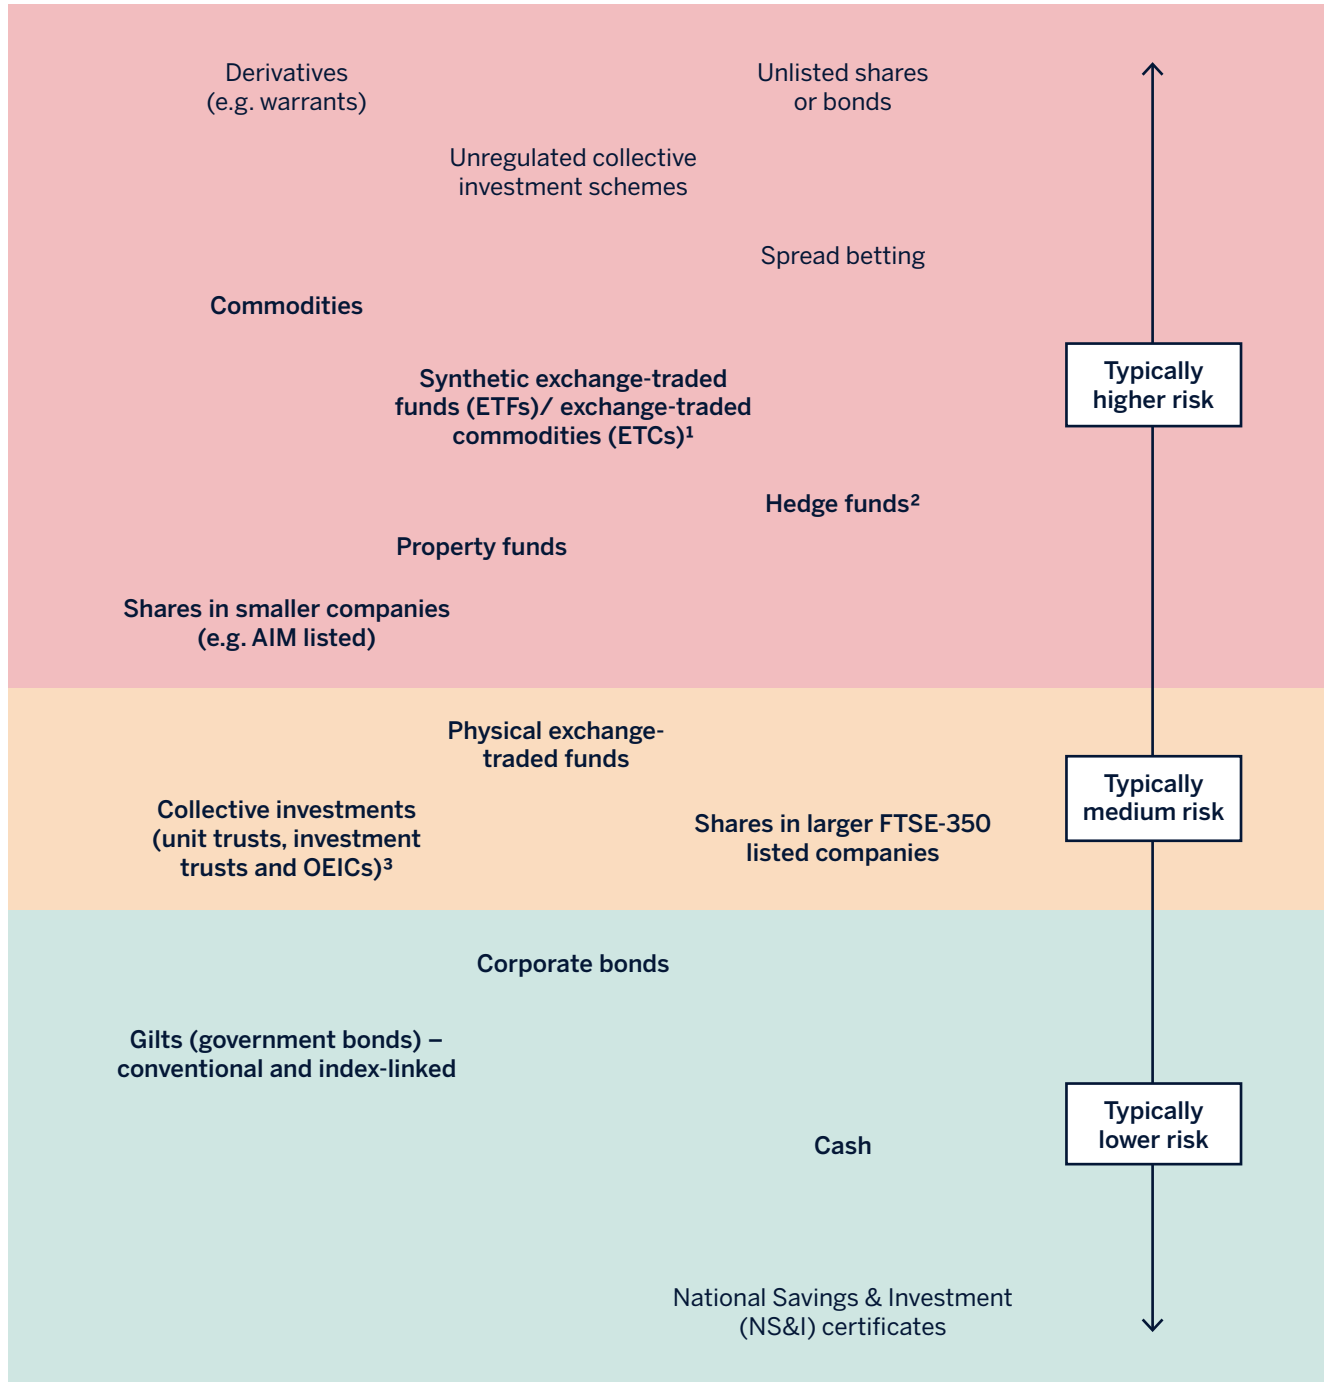 Derivatives
(e.g. warrants)
Unlisted shares
or bonds
Unregulated collective
investment schemes
Spread betting
Commodities
Synthetic exchange-traded
funds (ETFs)/ exchange-traded
commodities (ETCs)¹
Typically
higher risk
Hedge funds²
Property funds
Shares in smaller companies
(e.g. AIM listed)
Physical exchange-
traded funds
Typically
medium risk
Collective investments
(unit trusts, investment
trusts and OEICs)³
Shares in larger FTSE-350
listed companies
Corporate bonds
Gilts (government bonds) –
conventional and index-linked
Typically
lower risk
Cash
National Savings & Investment
(NS&I) certificates